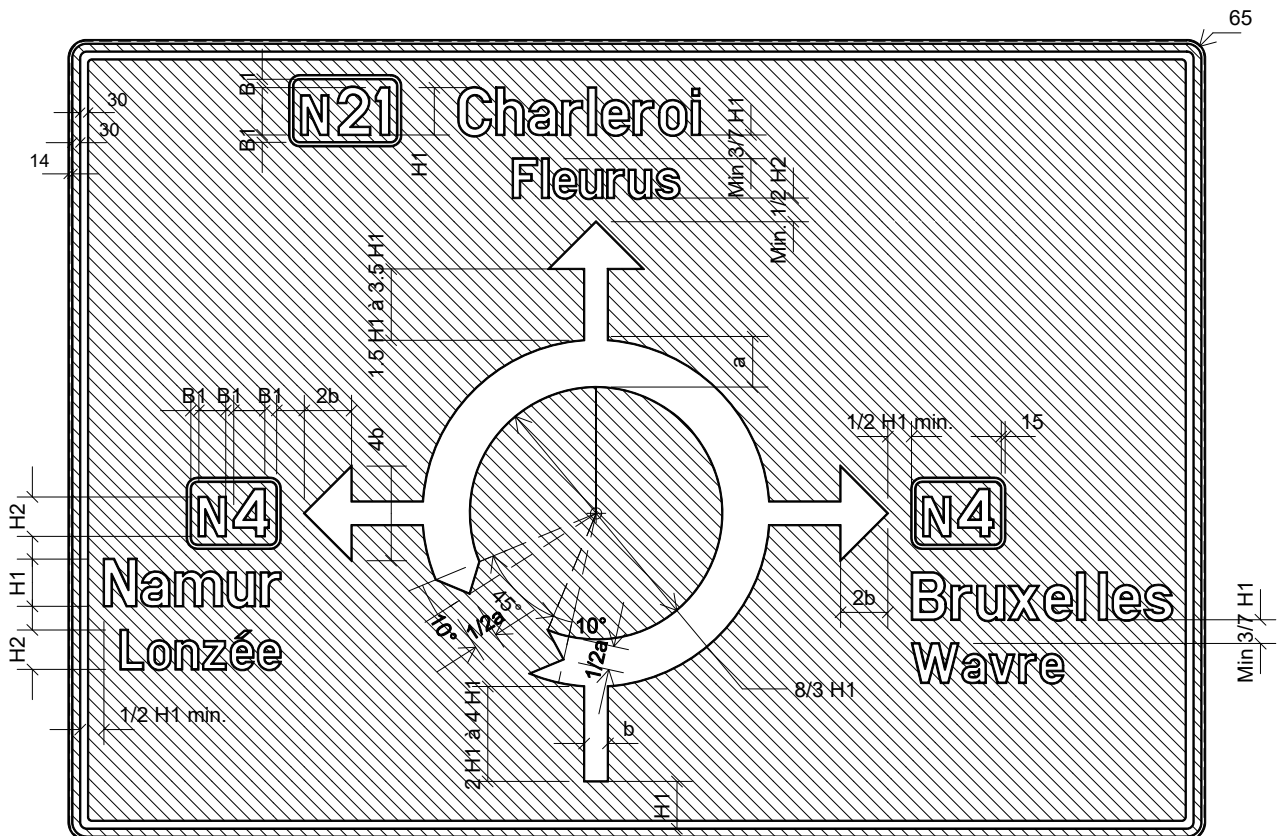 65
B1
30
N21
Charleroi
H1
B1
30
Min 3/7 H1
14
Fleurus
Min. 1/2 H2
1.5 H1 à 3.5 H1
a
B1 B1 B1 2b
4b
1/2 H1 min.
15
H2
N4
N4
H1
Namur
45°
10°
1/2a
2b
Bruxelles
Min 3/7 H1
H2
Lonzée
10°
1/2a
Wavre
8/3 H1
1/2 H1 min.
2 H1 à 4 H1
b
H1